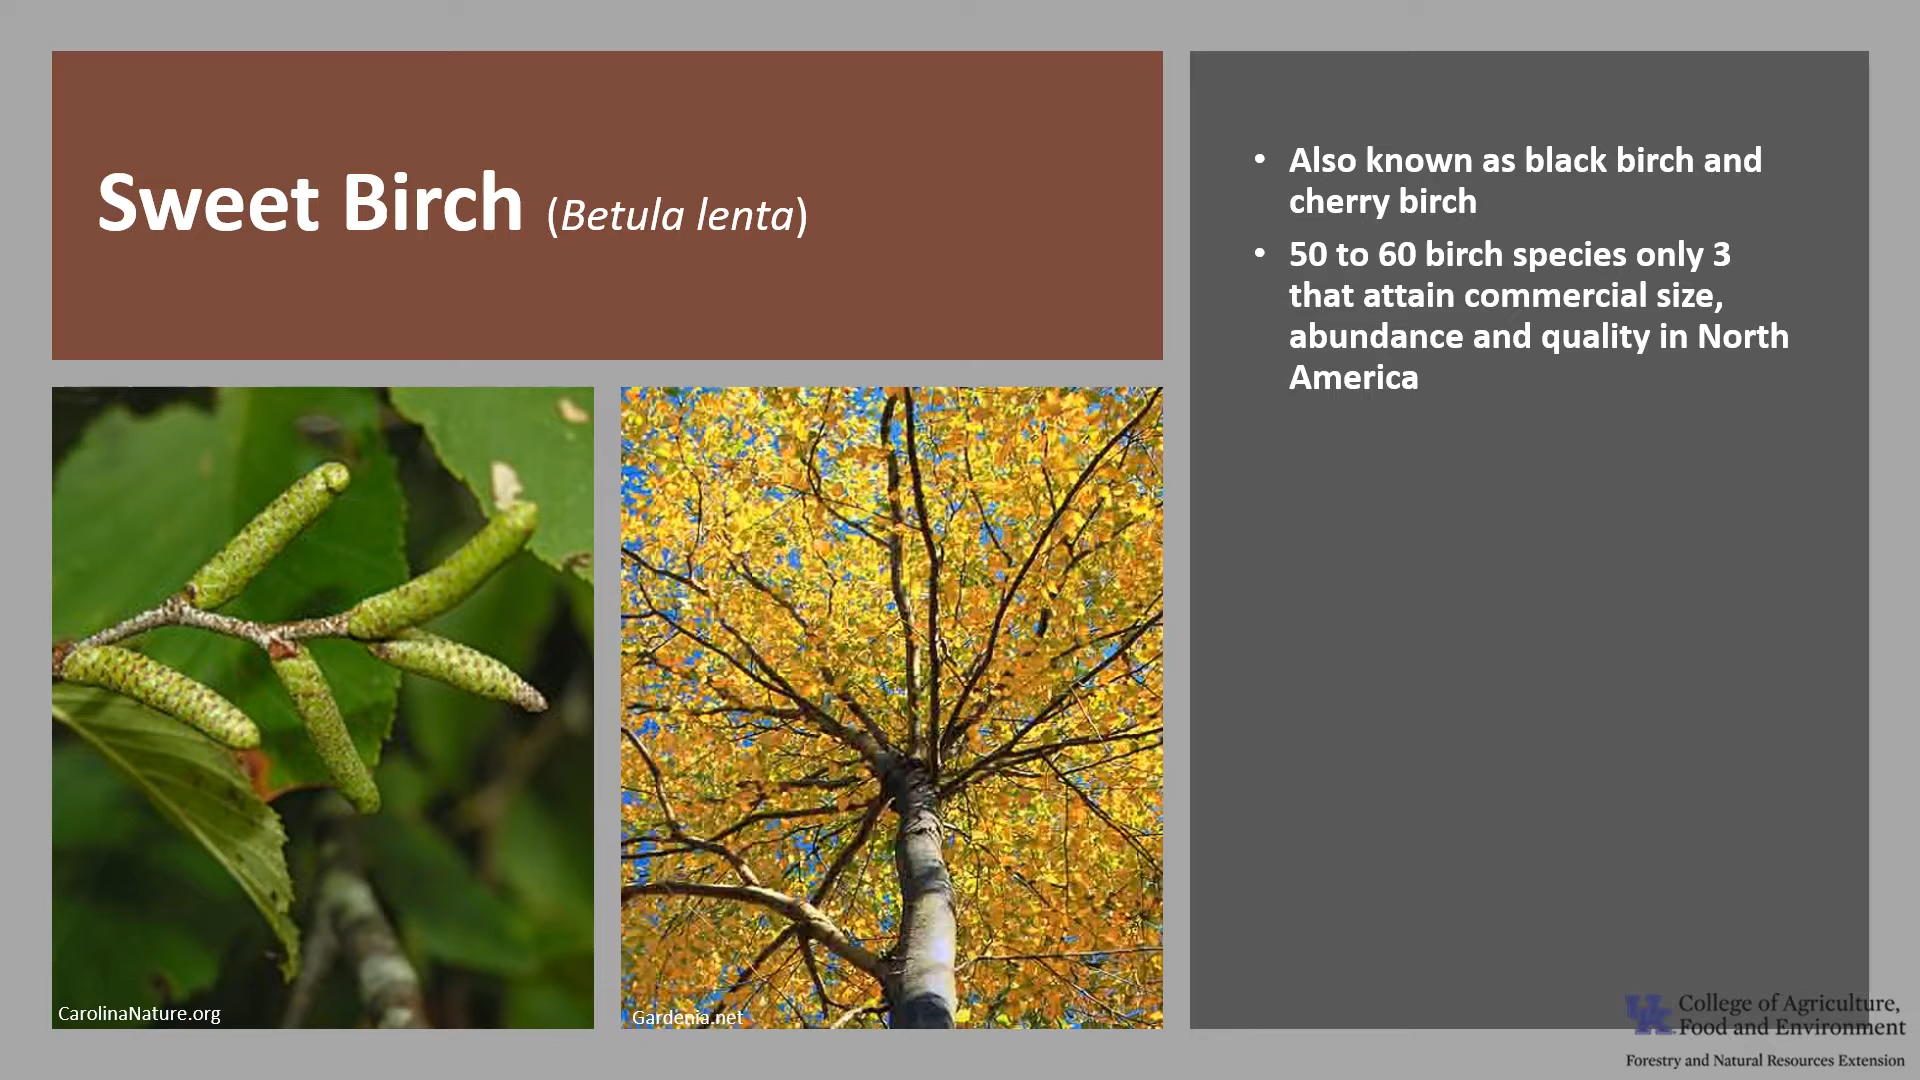 Sweet Birch (Betula lenta)
• Also known as black birch and
cherry birch
• 50 to 60 birch species only 3
that attain commercial size,
abundance and quality in North
America
CarolinaNature.org
Gardenia.net
UK College of Agriculture,
Food and Environment
Forestry and Natural Resources Extension